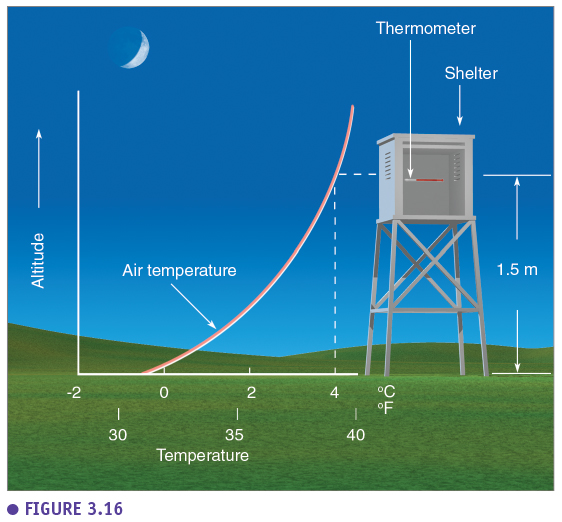 Thermometer
Shelter
Altitude
Air temperature
1.5 m
-2 0 2 4 °C
°F
30 35 40
Temperature
● FIGURE 3.16